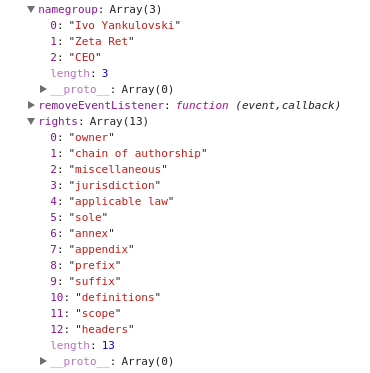 ▼namegroup: Array(3)
0: "Ivo Yankulovski"
1: "Zeta Ret"
2: "CEO"
length: 3
▶__proto__: Array(0)
▶removeEventListener: function (event,callback)
▼rights: Array(13)
0: "owner"
1: "chain of authorship"
2: "miscellaneous"
3: "jurisdiction"
4: "applicable law"
5: "sole"
6: "annex"
7: "appendix"
8: "prefix"
9: "suffix"
10: "definitions"
11: "scope"
12: "headers"
length: 13
▶__proto__: Array(0)